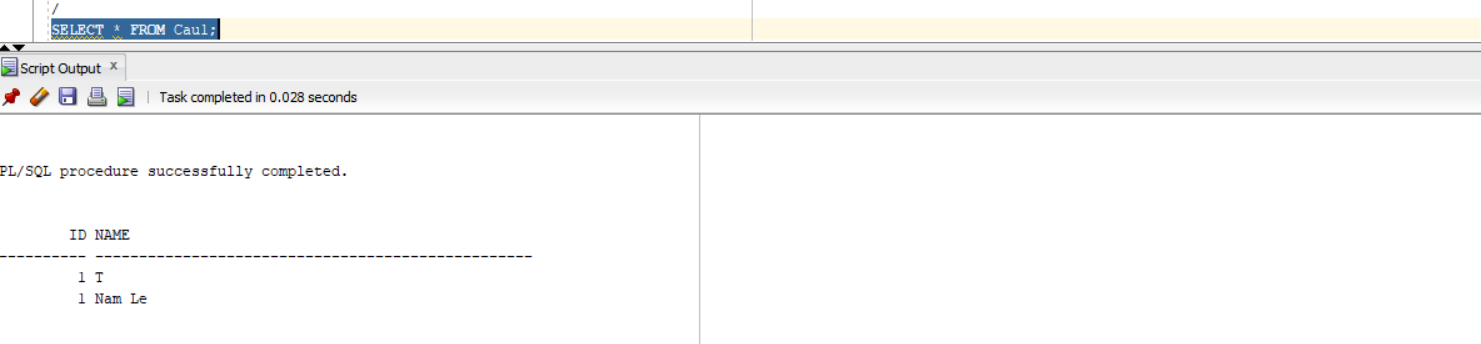 /
SELECT * FROM Cau1;
Script Output x
Task completed in 0.028 seconds
PL/SQL procedure successfully completed.
ID NAME
---------- --------------------------------------------------
1 T
1 Nam Le